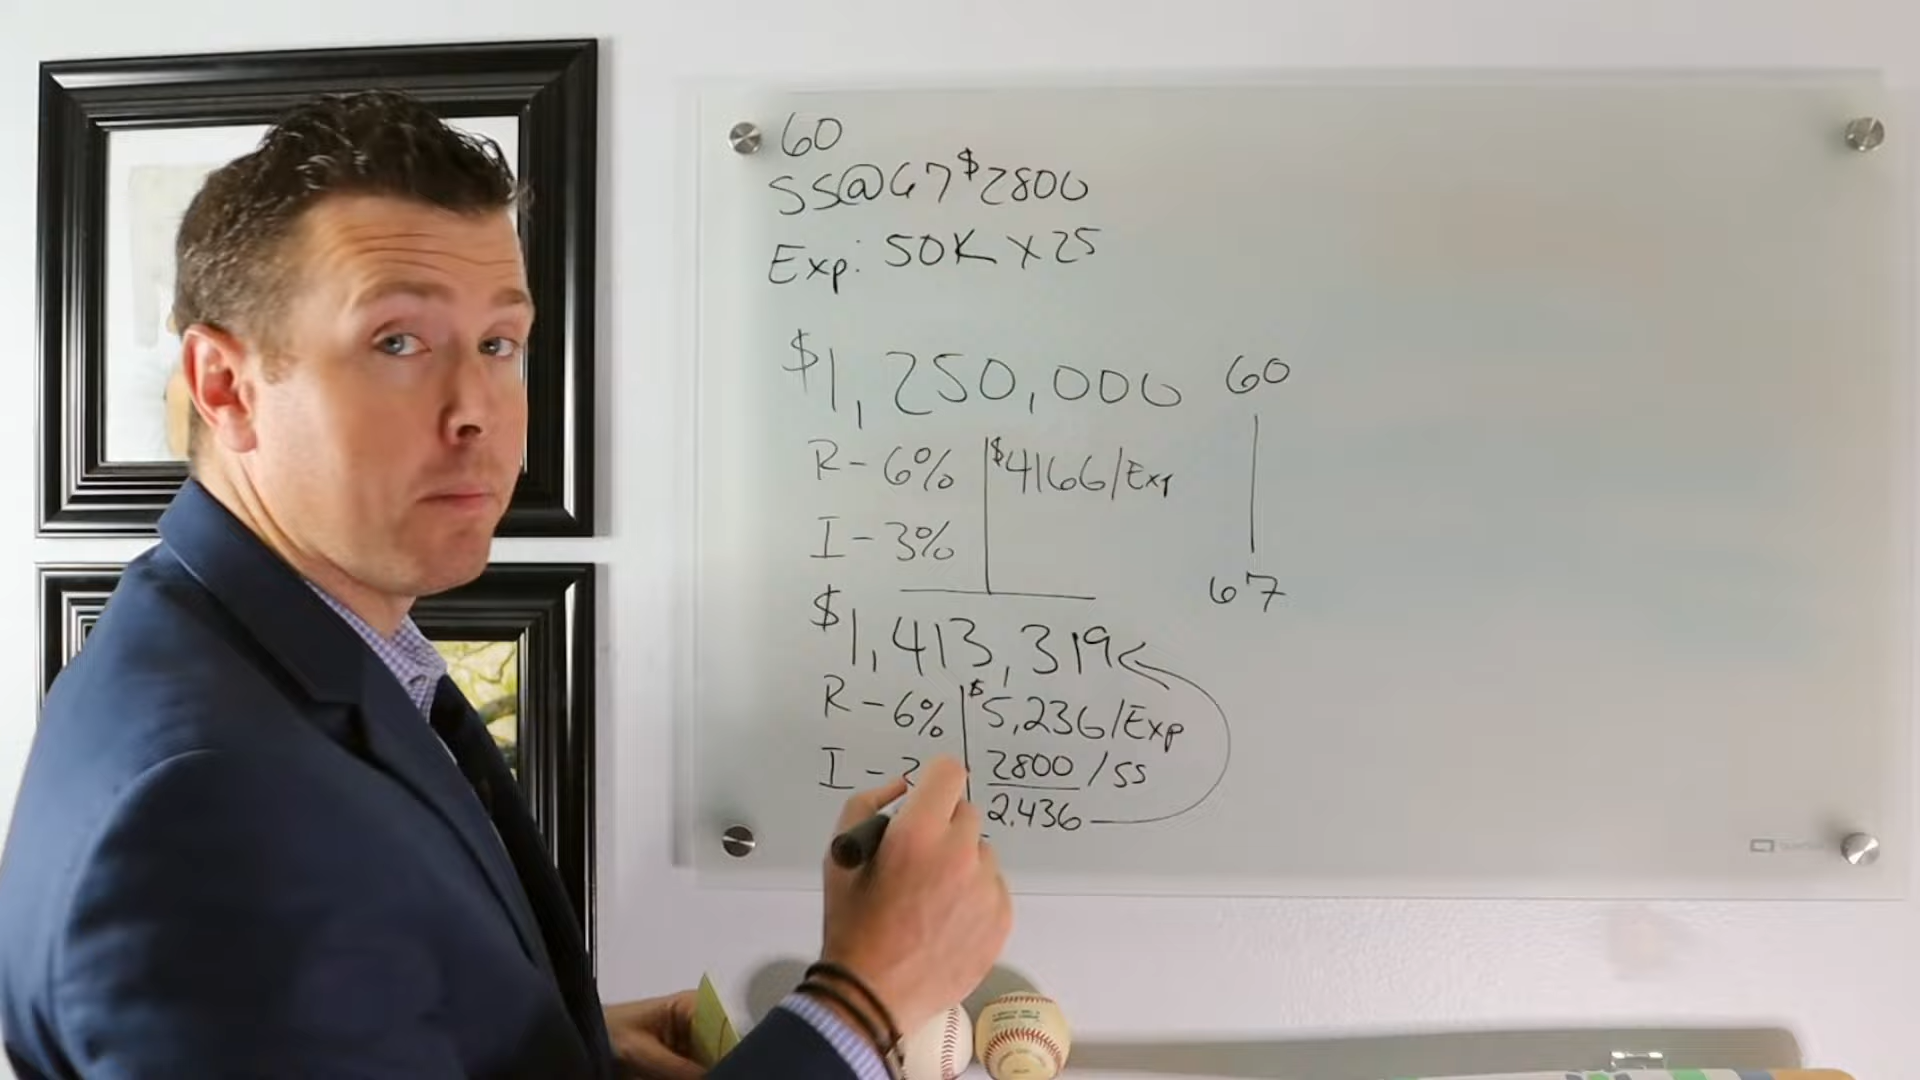 60
SS@67 $2800
Exp: 50K X 25
$1,250,000
60
R - 6%
$4166/Exp
I - 3%
67
$1,413,319
R - 6%
$5,236/Exp
I -
2800 / SS
2.436